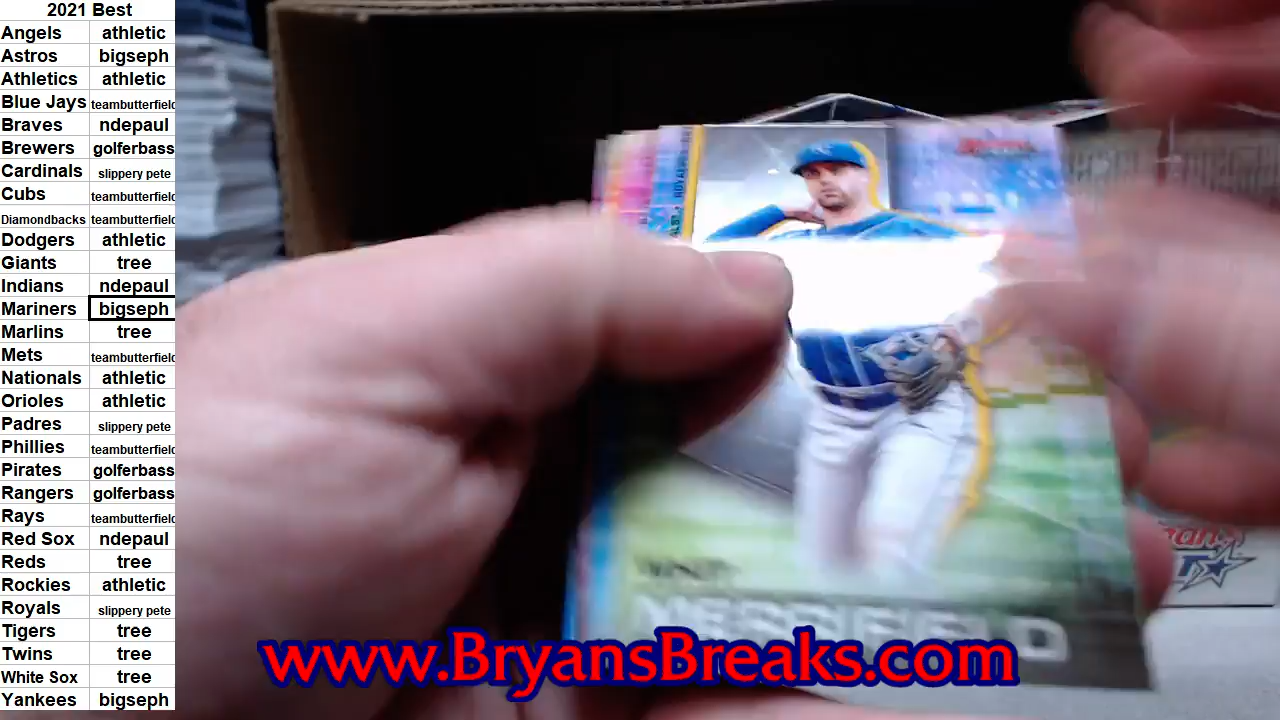 2021 Best
Angels athletic
Astros bigseph
Athletics athletic
Blue Jays teambutterfield
Braves ndepaul
Brewers golferbass
Cardinals slippery pete
Cubs teambutterfield
Diamondbacks teambutterfield
Dodgers athletic
Giants tree
Indians ndepaul
Mariners bigseph
Marlins tree
Mets teambutterfield
Nationals athletic
Orioles athletic
Padres slippery pete
Phillies teambutterfield
Pirates golferbass
Rangers golferbass
Rays teambutterfield
Red Sox ndepaul
Reds tree
Rockies athletic
Royals slippery pete
Tigers tree
Twins tree
White Sox tree
Yankees bigseph
WHIT
MERRIFIELD
www.BryansBreaks.com